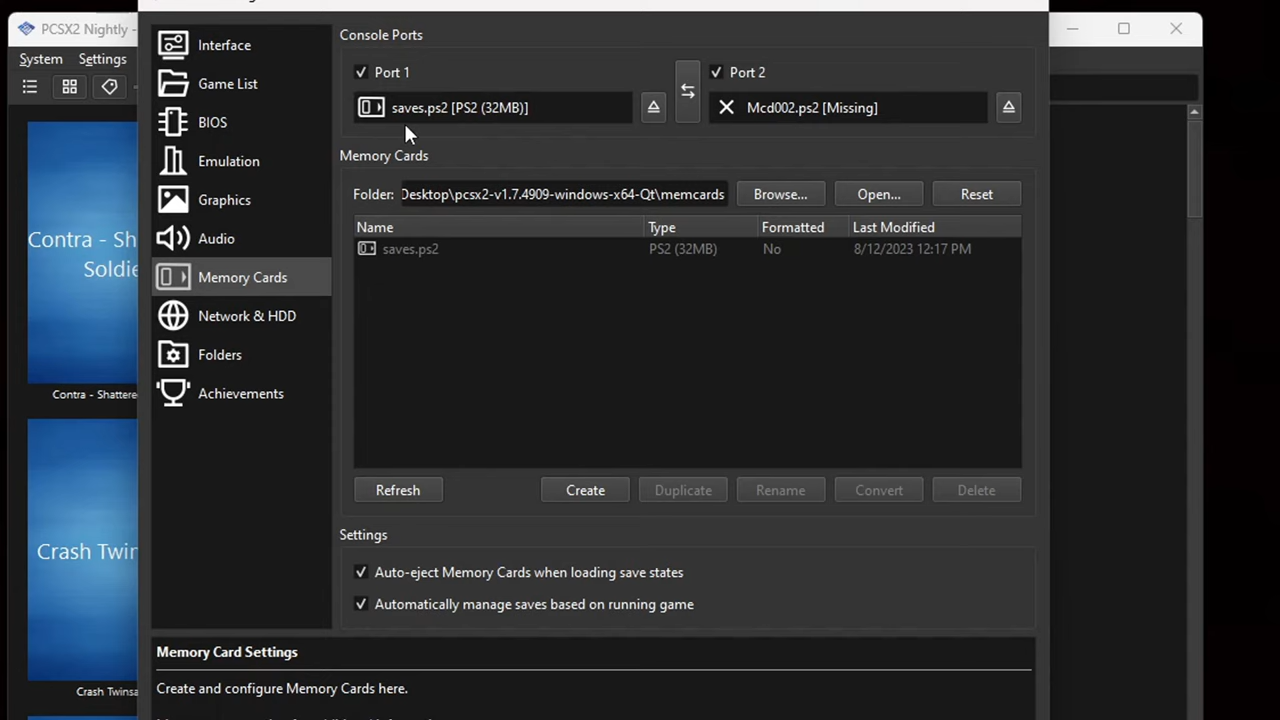 PCSX2 Nightly -
System Settings
Contra - Sha
Soldie
Contra - Shattere
Crash Twin
Crash Twinsa
Interface
Game List
BIOS
Emulation
Graphics
Audio
Memory Cards
Network & HDD
Folders
Achievements
Console Ports
Port 1
saves.ps2 [PS2 (32MB)]
Port 2
Mcd002.ps2 [Missing]
Memory Cards
Folder: Desktop\pcsx2-v1.7.4909-windows-x64-Qt\memcards Browse... Open... Reset
Name Type Formatted Last Modified
saves.ps2 PS2 (32MB) No 8/12/2023 12:17 PM
Refresh Create Duplicate Rename Convert Delete
Settings
Auto-eject Memory Cards when loading save states
Automatically manage saves based on running game
Memory Card Settings
Create and configure Memory Cards here.